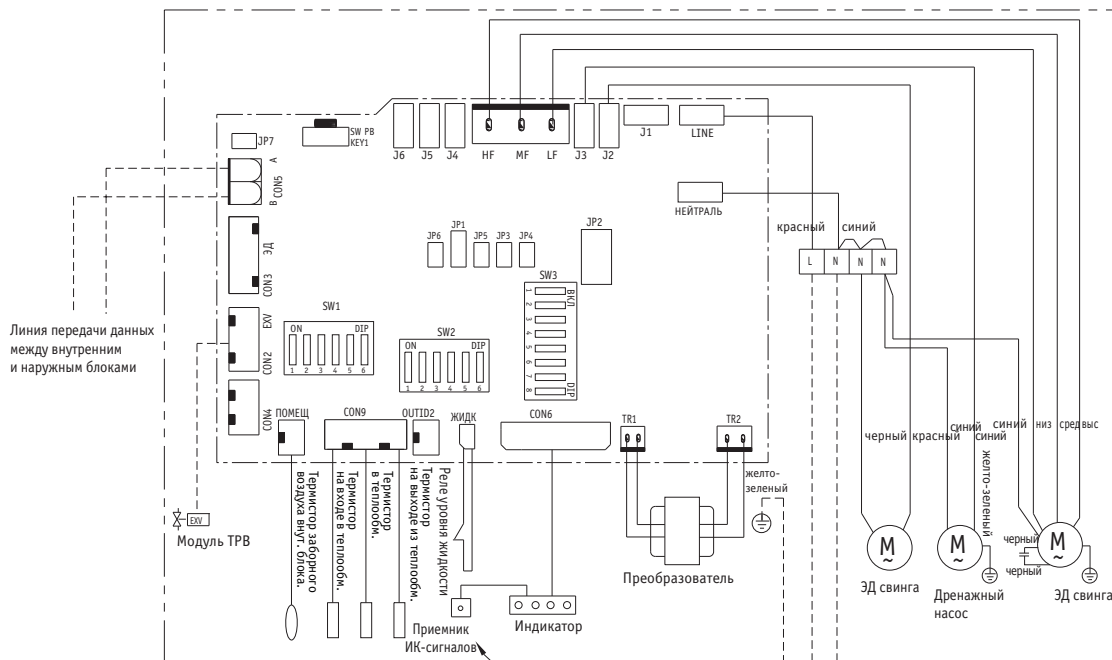 SW PB
KEY1
JP7
A
B
CON5
J6
J5
J4
HF
MF
LF
J3
J2
J1
LINE
НЕЙТРАЛЬ
красный
синий
L
N
N
N
ЭД
CON3
JP6
JP1
JP5
JP3
JP4
JP2
SW3
ВКЛ
1
2
3
4
5
6
7
8
DIP
Линия передачи данных
между внутренним
и наружным блоками
EXV
CON2
SW1
ON
DIP
1 2 3 4 5 6
SW2
ON
DIP
1 2 3 4 5 6
CON4
ПОМЕЩ
CON9
OUTID2
ЖИДК
CON6
TR1
TR2
желто-
зеленый
черный
красный
синий
синий
желто-зеленый
синий
низ
сред
выс
EXV
Модуль ТРВ
Термистор заборного
воздуха внут. блока.
Термистор
на входе в теплообм.
Термистор
в теплообм.
Термистор
на выходе из теплообм.
Реле уровня жидкости
Приемник
ИК-сигналов
Индикатор
Преобразователь
M
~
ЭД свинга
M
~
Дренажный
насос
черный
черный
M
~
ЭД свинга